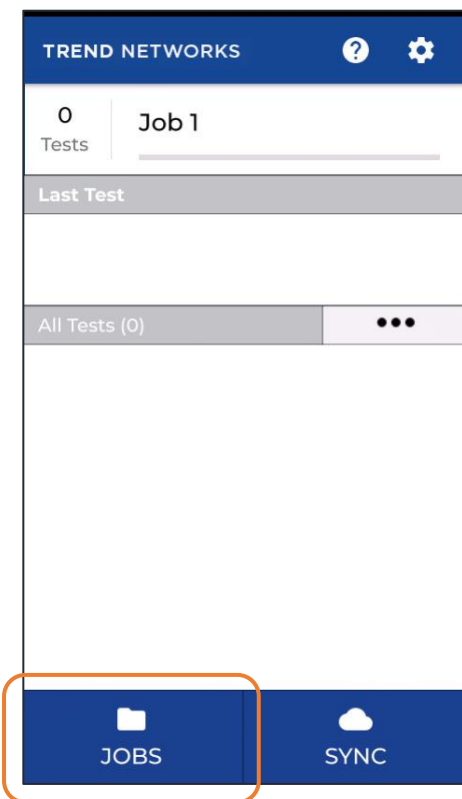 TREND NETWORKS ?
0 Job 1
Tests
Last Test
All Tests (0) •••
JOBS SYNC